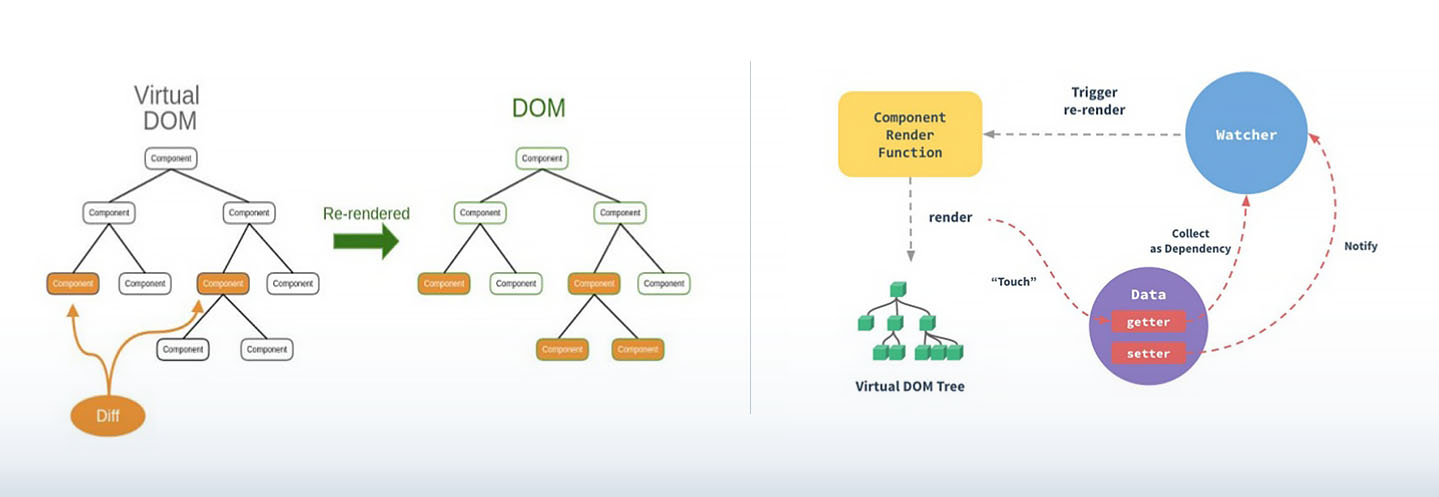 Virtual
DOM
Component
Component
Component
Component
Component
Component
Component
Component
Component
Diff
Re-rendered
DOM
Component
Component
Component
Component
Component
Component
Component
Component
Component
Component
Render
Function
Trigger
re-render
Watcher
render
"Touch"
Collect
as Dependency
Notify
Data
getter
setter
Virtual DOM Tree